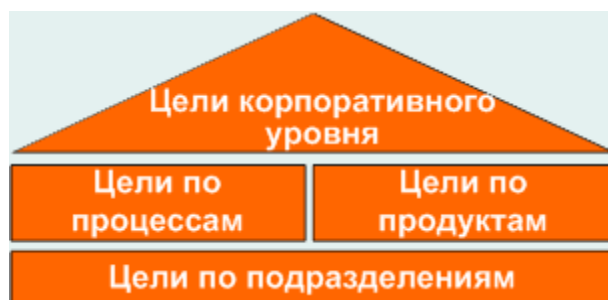 Цели корпоративного
уровня
Цели по
процессам
Цели по
продуктам
Цели по подразделениям